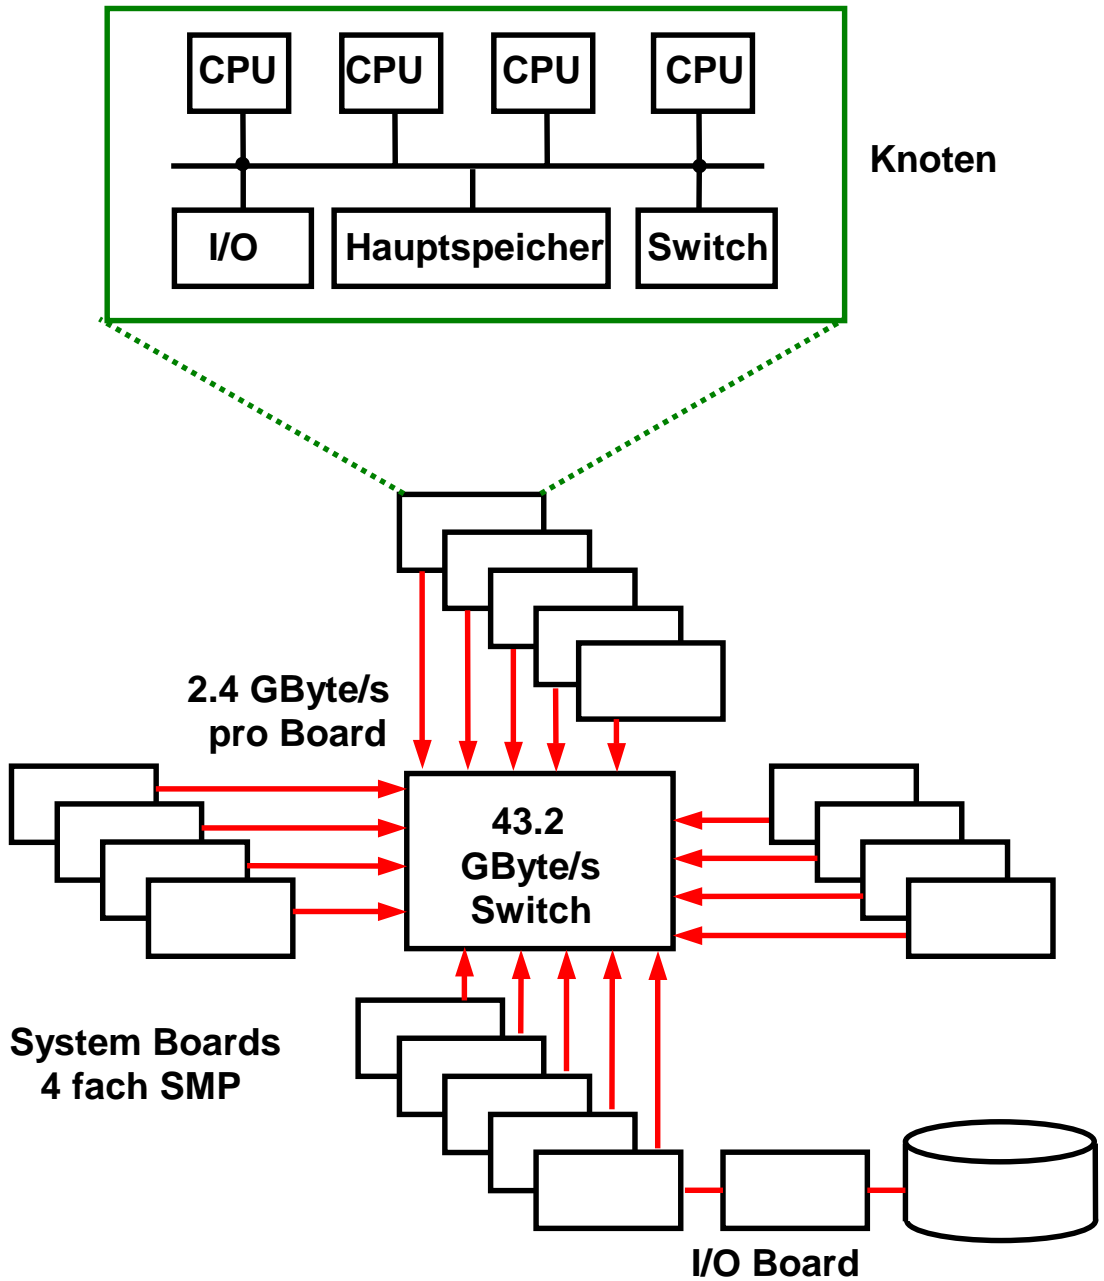 CPU CPU CPU CPU
Knoten
I/O Hauptspeicher Switch
2.4 GByte/s
pro Board
43.2
GByte/s
Switch
System Boards
4 fach SMP
I/O Board